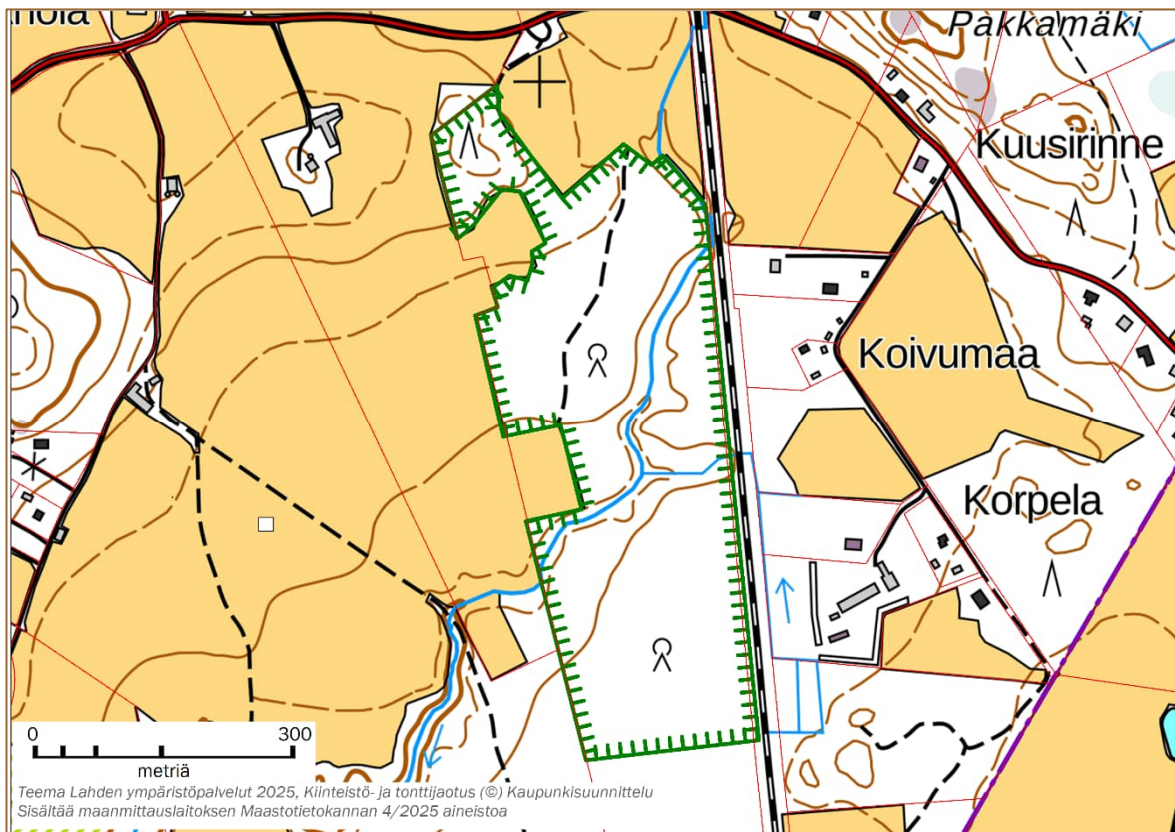 Pakkamäki
Kuusirinne
Koivumaa
Korpela
0 300
metriä
Teema Lahden ympäristöpalvelut 2025, Kiinteistö- ja tonttijaotus (©) Kaupunkisuunnittelu
Sisältää maanmittauslaitoksen Maastotietokannan 4/2025 aineistoa